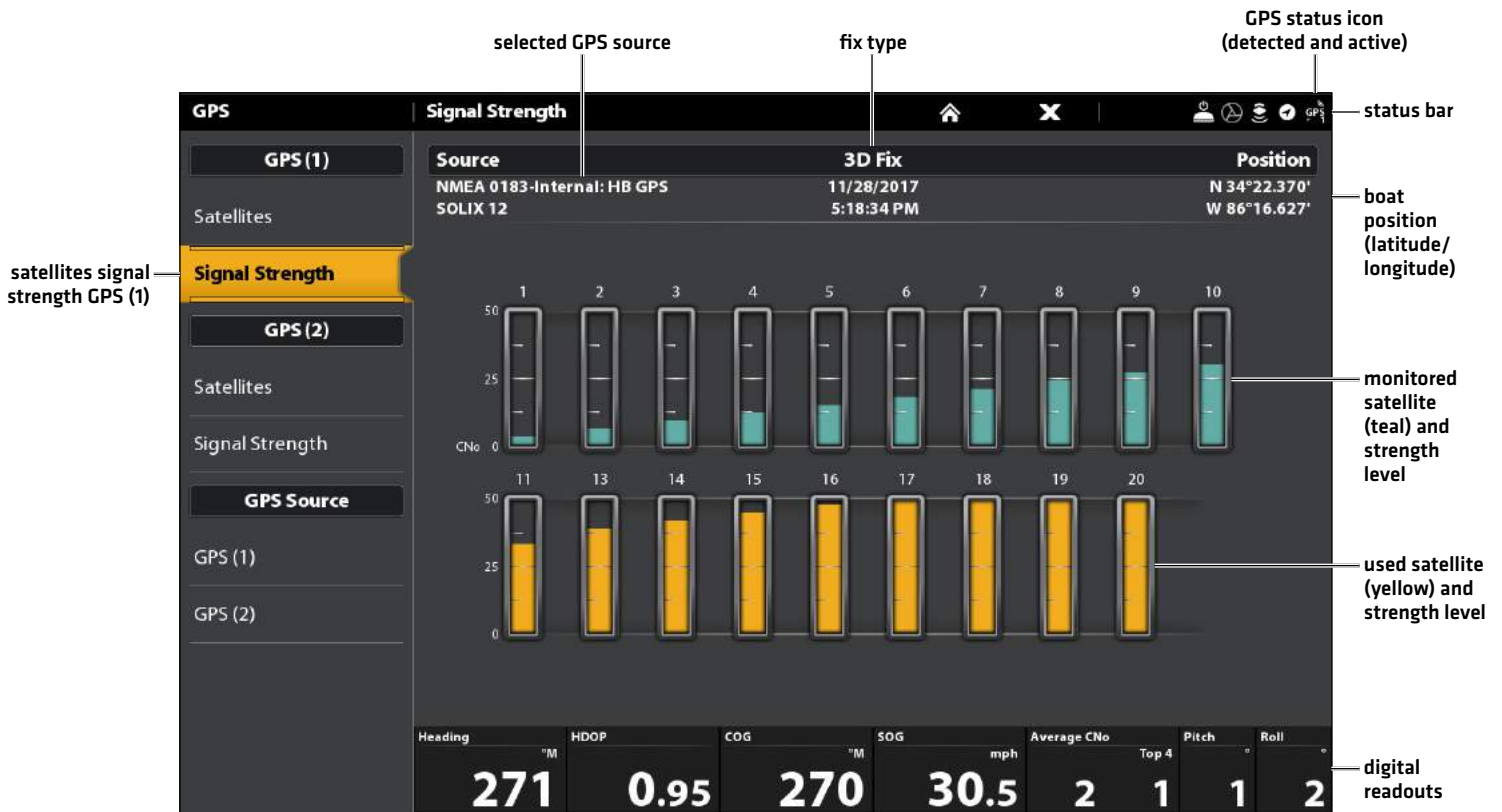 GPS status icon
(detected and active)
selected GPS source
fix type
GPS
Signal Strength
GPS
1
status bar
GPS (1)
Satellites
Signal Strength
GPS (2)
Satellites
Signal Strength
GPS Source
GPS (1)
GPS (2)
satellites signal
strength GPS (1)
Source
3D Fix
Position
NMEA 0183-Internal: HB GPS
11/28/2017
N 34°22.370'
SOLIX 12
5:18:34 PM
W 86°16.627'
boat
position
(latitude/
longitude)
1 2 3 4 5 6 7 8 9 10
50
25
CNo 0
monitored
satellite
(teal) and
strength
level
11 13 14 15 16 17 18 19 20
50
25
0
used satellite
(yellow) and
strength level
Heading
°M
271
HDOP
0.95
COG
°M
270
SOG
mph
30.5
Average CNo
Top 4
2 1
Pitch
°
1
Roll
°
2
digital
readouts